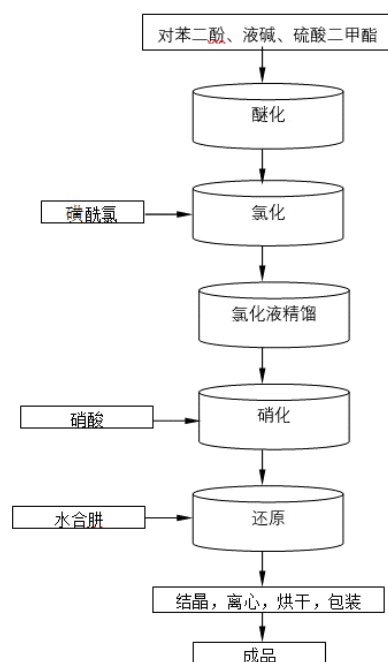 对苯二酚、液碱、硫酸二甲酯
醚化
磺酰氯
氯化
氯化液精馏
硝酸
硝化
水合肼
还原
结晶，离心，烘干，包装
成品